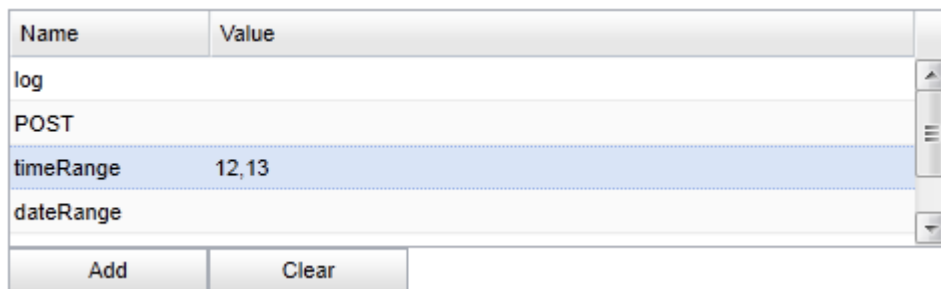 Name Value
log
POST
timeRange 12,13
dateRange
Add Clear